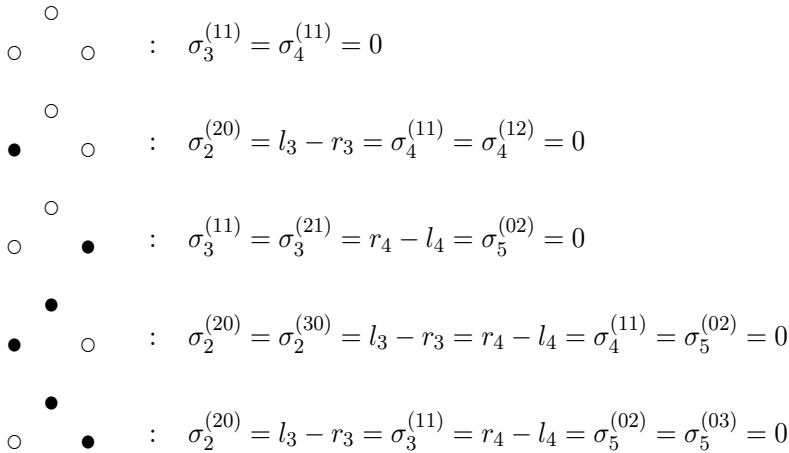 : σ_3^{(11)} = σ_4^{(11)} = 0
: σ_2^{(20)} = l_3 − r_3 = σ_4^{(11)} = σ_4^{(12)} = 0
: σ_3^{(11)} = σ_3^{(21)} = r_4 − l_4 = σ_5^{(02)} = 0
: σ_2^{(20)} = σ_2^{(30)} = l_3 − r_3 = r_4 − l_4 = σ_4^{(11)} = σ_5^{(02)} = 0
: σ_2^{(20)} = l_3 − r_3 = σ_3^{(11)} = r_4 − l_4 = σ_5^{(02)} = σ_5^{(03)} = 0